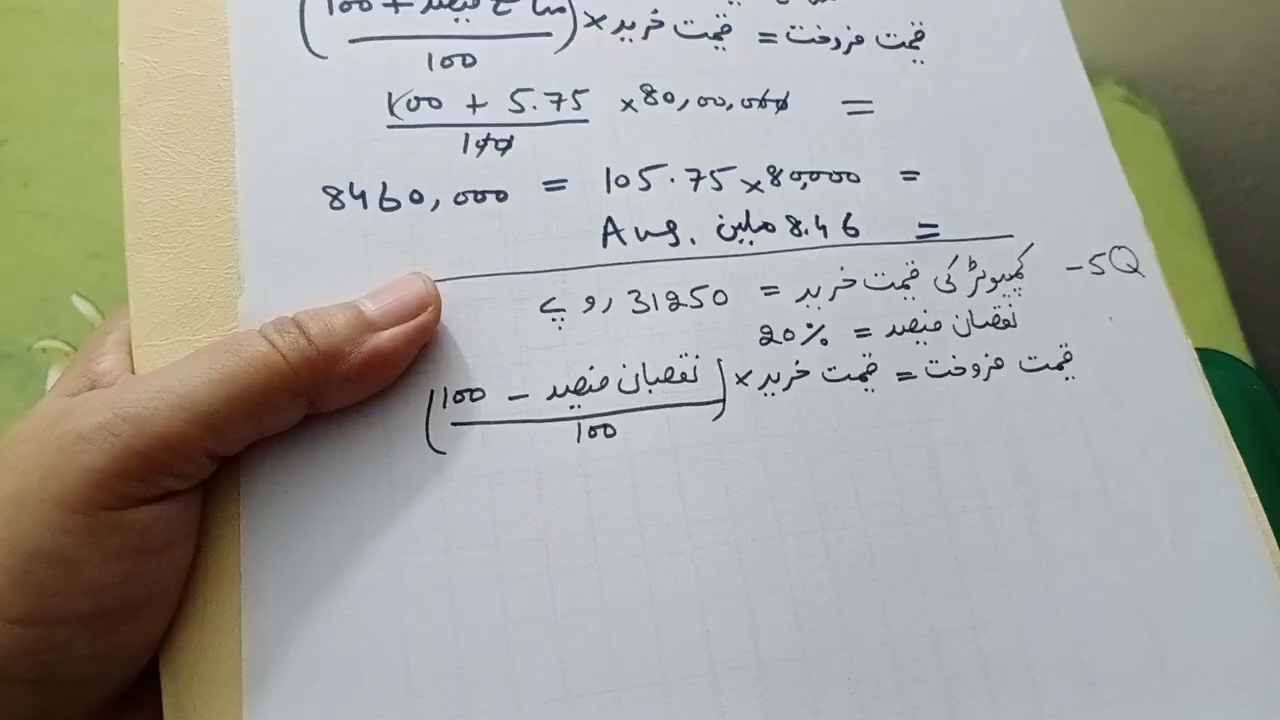 (100 + منافع فیصد / 100) × قیمت خرید = قیمت فروخت
= 100 + 5.75 / 100 × 80,00,000
= 105.75 × 80,000 = 8460,000
= 8.46 ملین Ans.
Q5- کمپیوٹر کی قیمت خرید = 31250 روپے
نقصان فیصد = 20%
قیمت فروخت = قیمت خرید × (100 - نقصان فیصد / 100)